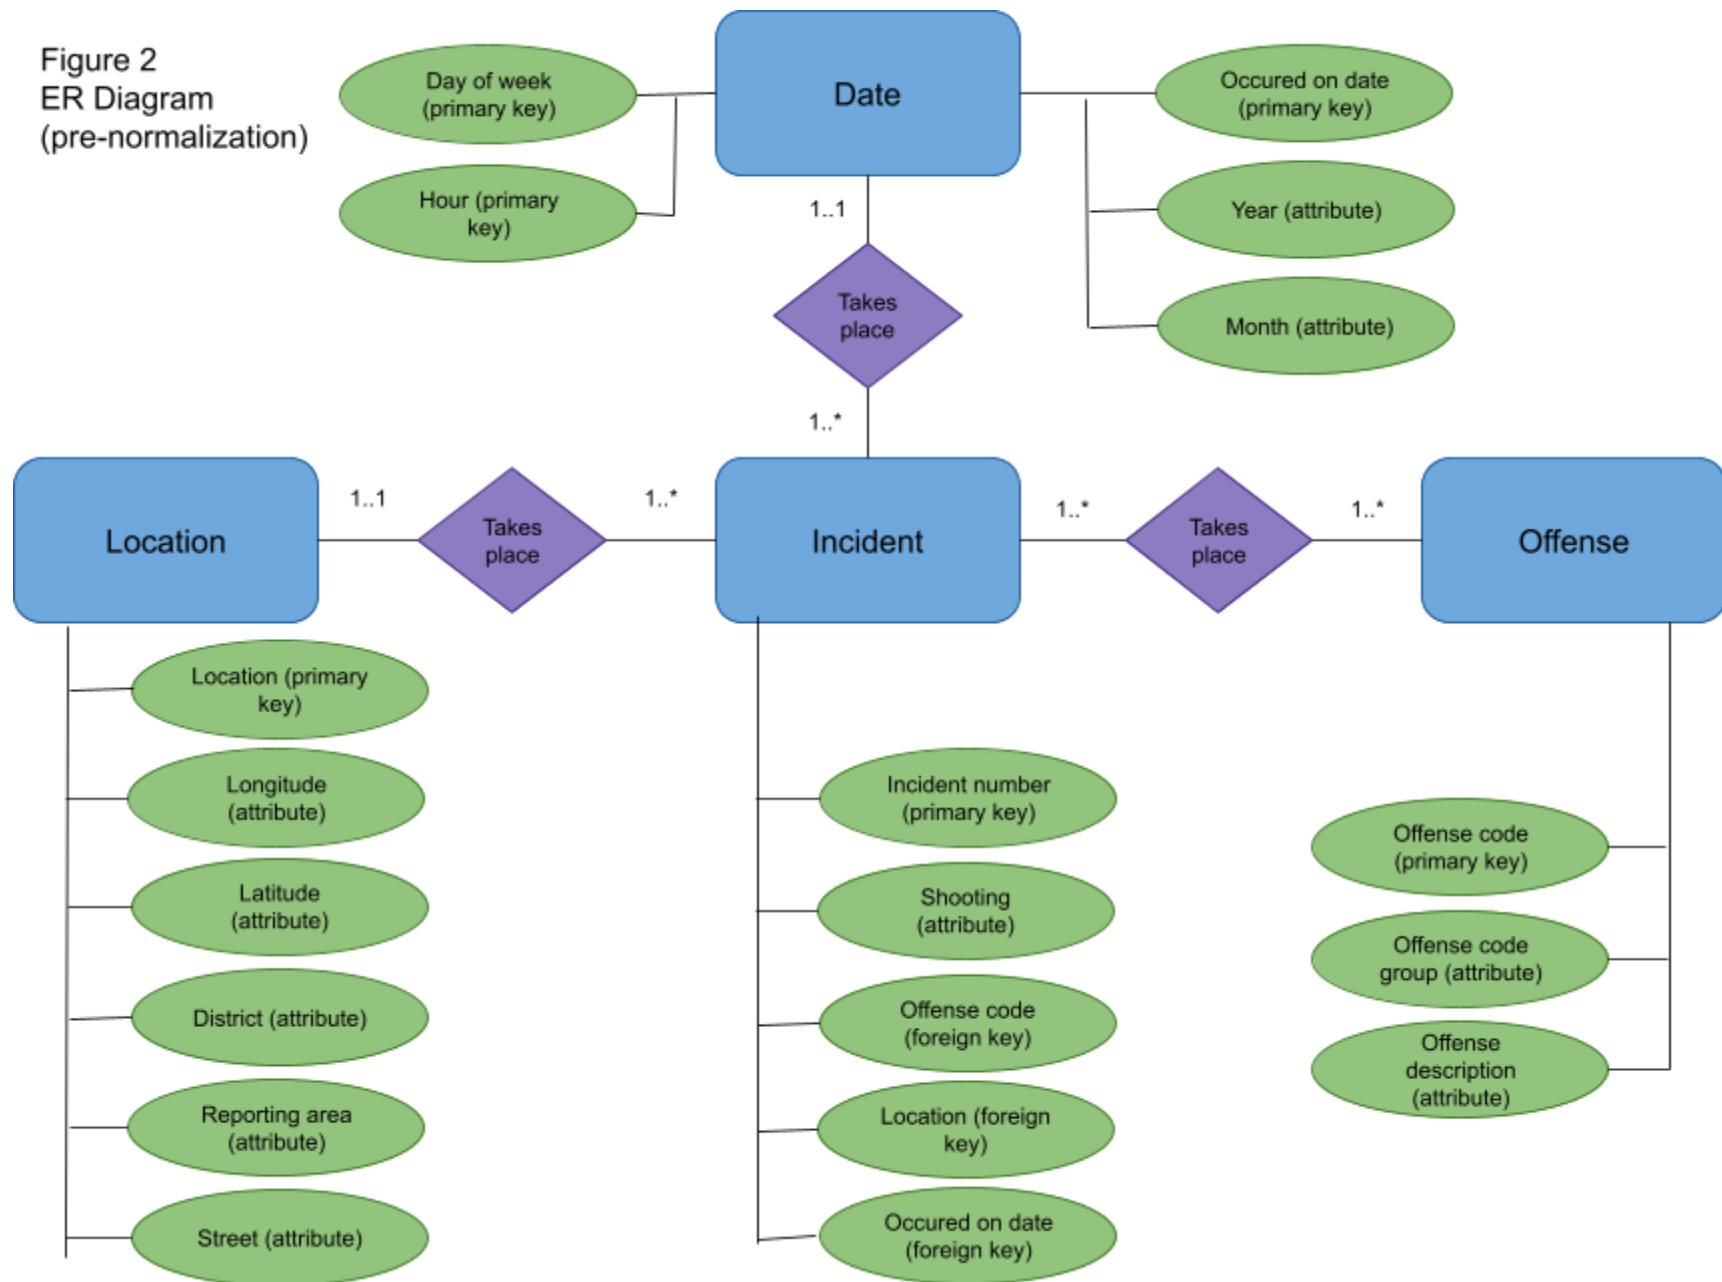 Figure 2
ER Diagram
(pre-normalization)
Day of week
(primary key)
Date
Occured on date
(primary key)
Hour (primary
key)
1..1
Year (attribute)
Takes
place
Month (attribute)
1..*
Location
1..1
Takes
place
1..*
Incident
1..*
Takes
place
1..*
Offense
Location (primary
key)
Longitude
(attribute)
Latitude
(attribute)
District (attribute)
Reporting area
(attribute)
Street (attribute)
Incident number
(primary key)
Shooting
(attribute)
Offense code
(foreign key)
Location (foreign
key)
Occured on date
(foreign key)
Offense code
(primary key)
Offense code
group (attribute)
Offense
description
(attribute)